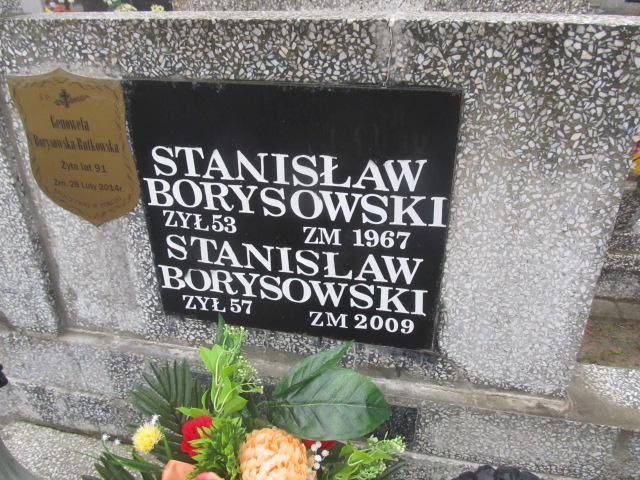 Ś. P.
Genowefa
Borysowska-Rutkowska
Żyła lat 91
Zm. 28 Luty 2014r.
STANISŁAW
BORYSOWSKI
ŻYŁ 53 ZM 1967
STANISŁAW
BORYSOWSKI
ŻYŁ 57 ZM 2009